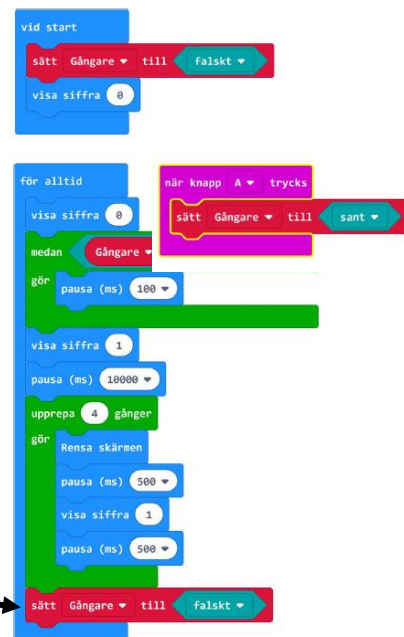 vid start
sätt Gångare till falskt
visa siffra 0
för alltid
visa siffra 0
medan Gångare
gör pausa (ms) 100
visa siffra 1
pausa (ms) 10000
upprepa 4 gånger
gör Rensa skärmen
pausa (ms) 500
visa siffra 1
pausa (ms) 500
sätt Gångare till falskt
när knapp A trycks
sätt Gångare till sant